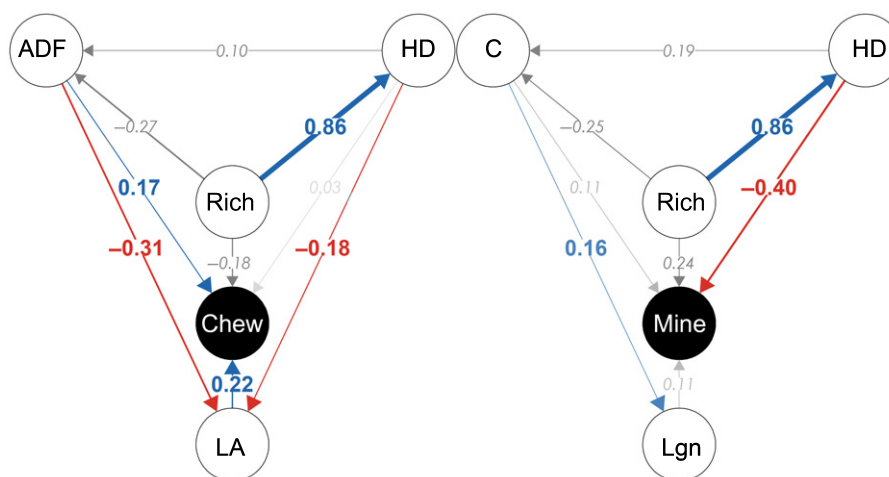 ADF
0.10
HD
C
0.19
HD
–0.27
0.86
–0.25
0.86
0.17
0.03
0.11
–0.40
Rich
Rich
–0.31
–0.18
–0.18
0.16
0.24
Chew
Mine
0.22
0.11
LA
Lgn